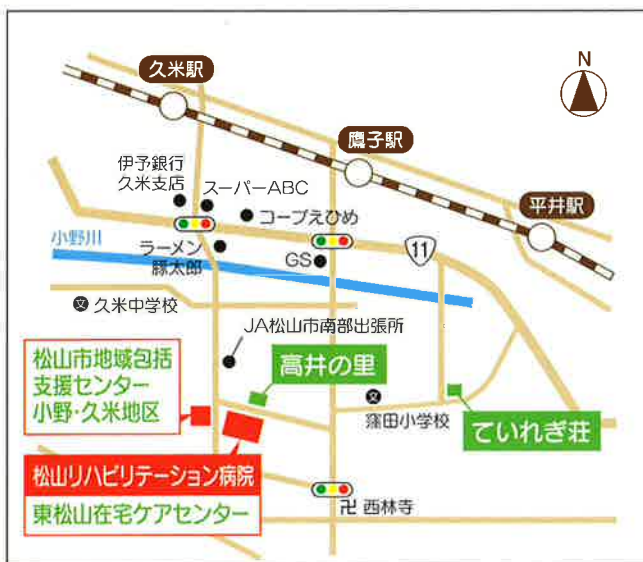 N
久米駅
鷹子駅
平井駅
伊予銀行
久米支店
スーパーABC
コープえひめ
小野川
ラーメン
豚太郎
GS
11
文 久米中学校
JA松山市南部出張所
松山市地域包括
支援センター
小野・久米地区
高井の里
文
窪田小学校
ていれぎ荘
松山リハビリテーション病院
東松山在宅ケアセンター
卍 西林寺